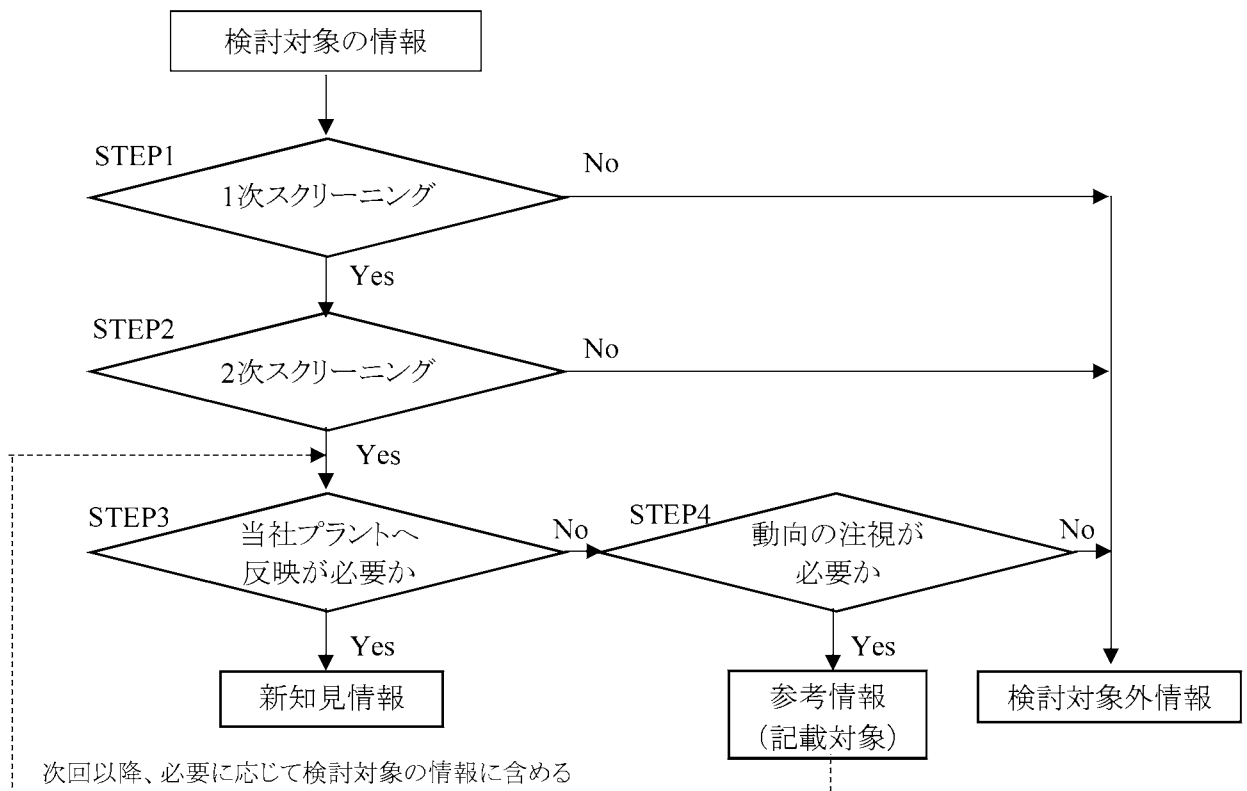 検討対象の情報
STEP1
No
1次スクリーニング
Yes
STEP2
No
2次スクリーニング
Yes
STEP3
当社プラントへ
反映が必要か
No
STEP4
動向の注視が
必要か
No
Yes
Yes
新知見情報
参考情報
（記載対象）
検討対象外情報
次回以降、必要に応じて検討対象の情報に含める